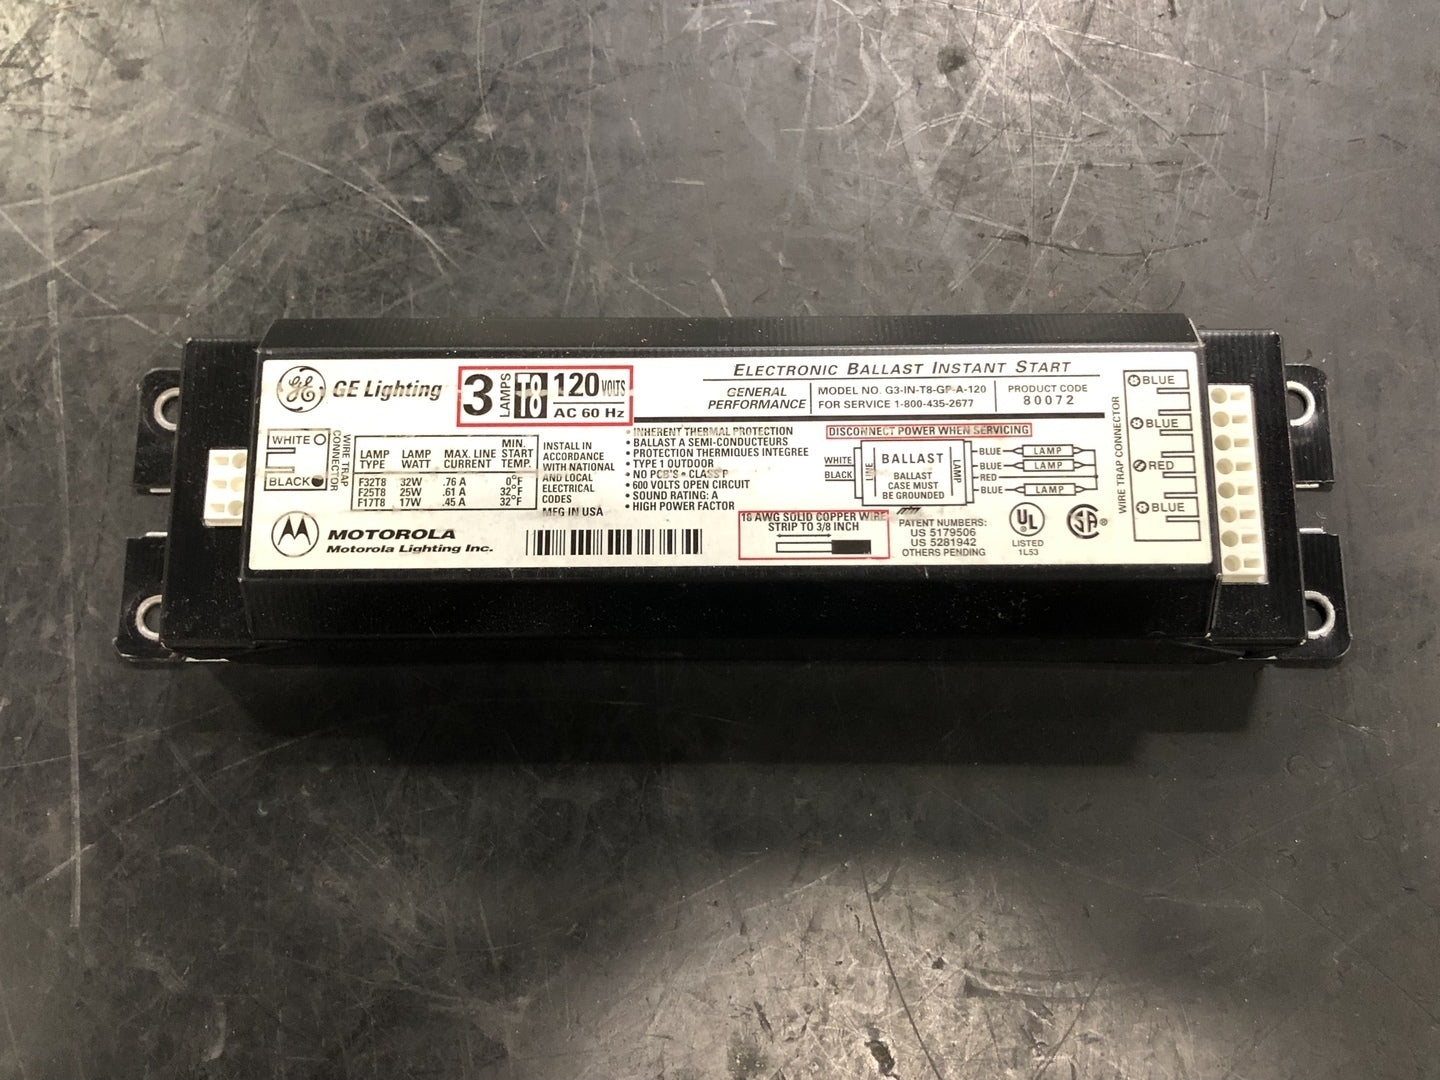 GE Lighting
3 LAMPS T8 T8 120 VOLTS
AC 60 Hz
ELECTRONIC BALLAST INSTANT START
GENERAL PERFORMANCE
MODEL NO. G3-IN-T8-GP-A-120
FOR SERVICE 1-800-435-2677
PRODUCT CODE
80072
WHITE
BLACK
WIRE TRAP CONNECTOR
LAMP TYPE LAMP WATT MAX. LINE CURRENT MIN. START TEMP.
F32T8 32W .76 A 0°F
F25T8 25W .61 A 32°F
F17T8 17W .45 A 32°F
INSTALL IN
ACCORDANCE
WITH NATIONAL
AND LOCAL
ELECTRICAL
CODES
MFG IN USA
• INHERENT THERMAL PROTECTION
• BALLAST A SEMI-CONDUCTEURS
PROTECTION THERMIQUES INTEGREE
• TYPE 1 OUTDOOR
• NO PCB'S • CLASS P
• 600 VOLTS OPEN CIRCUIT
• SOUND RATING: A
• HIGH POWER FACTOR
DISCONNECT POWER WHEN SERVICING
WHITE
BLACK
LINE
BALLAST
BALLAST
CASE MUST
BE GROUNDED
LAMP
BLUE LAMP
BLUE LAMP
RED
BLUE LAMP
MOTOROLA
Motorola Lighting Inc.
18 AWG SOLID COPPER WIRE
STRIP TO 3/8 INCH
PATENT NUMBERS:
US 5179506
US 5281942
OTHERS PENDING
UL
LISTED
1L53
SA
WIRE TRAP CONNECTOR
BLUE
BLUE
RED
BLUE